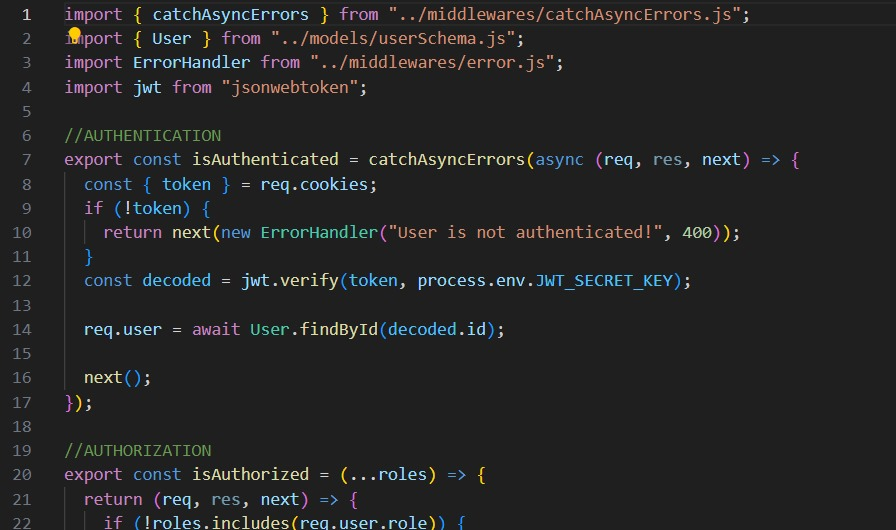 1 import { catchAsyncErrors } from "../middlewares/catchAsyncErrors.js";
2 import { User } from "../models/userSchema.js";
3 import ErrorHandler from "../middlewares/error.js";
4 import jwt from "jsonwebtoken";
5
6 //AUTHENTICATION
7 export const isAuthenticated = catchAsyncErrors(async (req, res, next) => {
8   const { token } = req.cookies;
9   if (!token) {
10     return next(new ErrorHandler("User is not authenticated!", 400));
11   }
12   const decoded = jwt.verify(token, process.env.JWT_SECRET_KEY);
13
14   req.user = await User.findById(decoded.id);
15
16   next();
17 });
18
19 //AUTHORIZATION
20 export const isAuthorized = (...roles) => {
21   return (req, res, next) => {
22     if (!roles.includes(req.user.role)) {